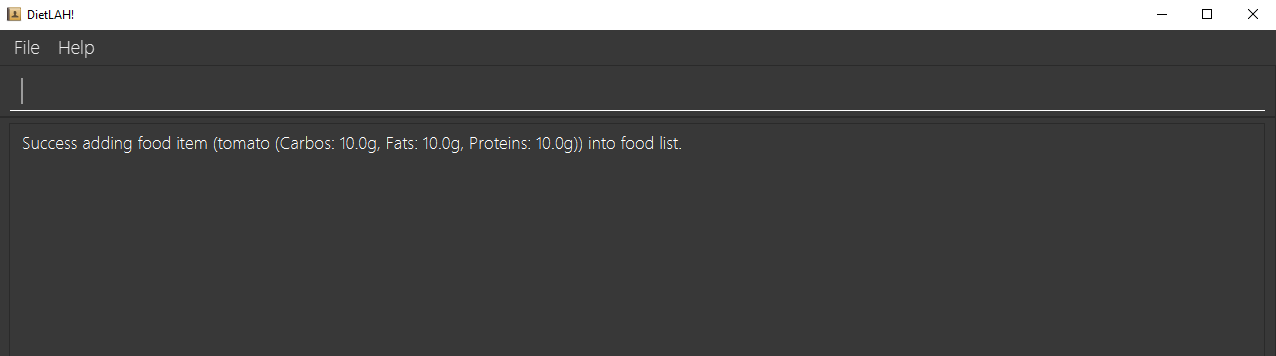 DietLAH!
File Help
Success adding food item (tomato (Carbos: 10.0g, Fats: 10.0g, Proteins: 10.0g)) into food list.